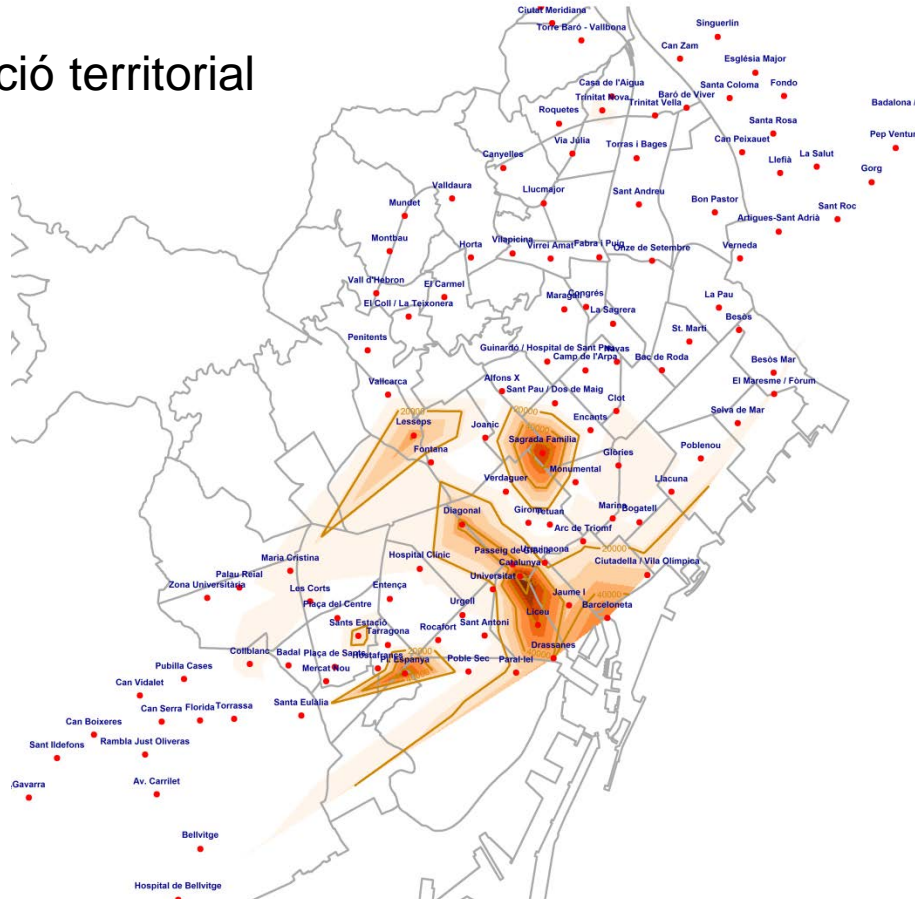 ció territorial
Ciutat Meridiana
Torre Baró - Vallbona
Singuerlin
Can Zam
Església Major
Casa de l'Aigua
Santa Coloma
Fondo
Trinitat Nova
Baró de Viver
Trinitat Vella
Roquetes
Badalona
Santa Rosa
Pep Ventur
Via Júlia
Torras i Bages
Can Peixauet
Canyelles
La Salut
Llefià
Gorg
Valldaura
Llucmajor
Sant Andreu
Mundet
Bon Pastor
Sant Roc
Artigues-Sant Adrià
Montbau
Horta
Vilapicina
Virrei Amat
Fabra i Puig
Onze de Setembre
Verneda
Vall d'Hebron
El Carmel
El Coll / La Teixonera
Maragall
Congrés
La Sagrera
La Pau
Besòs
St. Martí
Penitents
Guinardó / Hospital de Sant Pau
Navas
Camp de l'Arpa
Bac de Roda
Besòs Mar
El Maresme / Fòrum
Vallcarca
Alfons X
Sant Pau / Dos de Maig
Clot
Selva de Mar
20000
Lesseps
Joanic
Encants
Sagrada Família
Fontana
Glòries
Poblenou
Monumental
Verdaguer
Llacuna
Diagonal
Girona
Tetuan
Marina
Bogatell
Arc de Triomf
Maria Cristina
Hospital Clínic
Passeig de Gràcia
Urquinaona
20000
Catalunya
Ciutadella / Vila Olímpica
Palau Reial
Zona Universitària
Universitat
Les Corts
Entença
Jaume I
40000
Barceloneta
Plaça del Centre
Urgell
Liceu
Sants Estació
Tarragona
Rocafort
Sant Antoni
Drassanes
Collblanc
Badal
Plaça de Sants
Hostafrancs
20000
Pubilla Cases
Mercat Nou
Pl. Espanya
Poble Sec
Paral·lel
Can Vidalet
Can Serra
Florida
Torrassa
Santa Eulàlia
Can Boixeres
Sant Ildefons
Rambla Just Oliveras
Gavarra
Av. Carrilet
Bellvitge
Hospital de Bellvitge